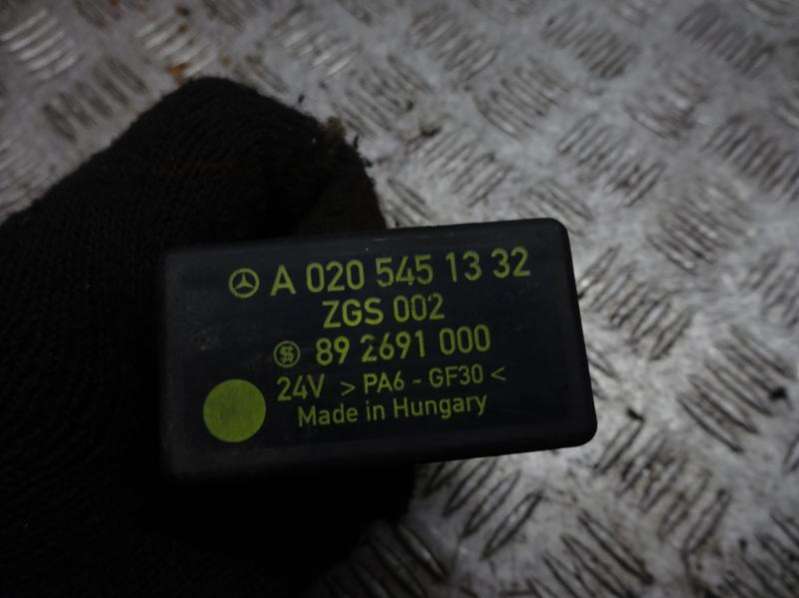 A 020 545 13 32
ZGS 002
89 2691 000
24V > PA6 - GF30 <
Made in Hungary